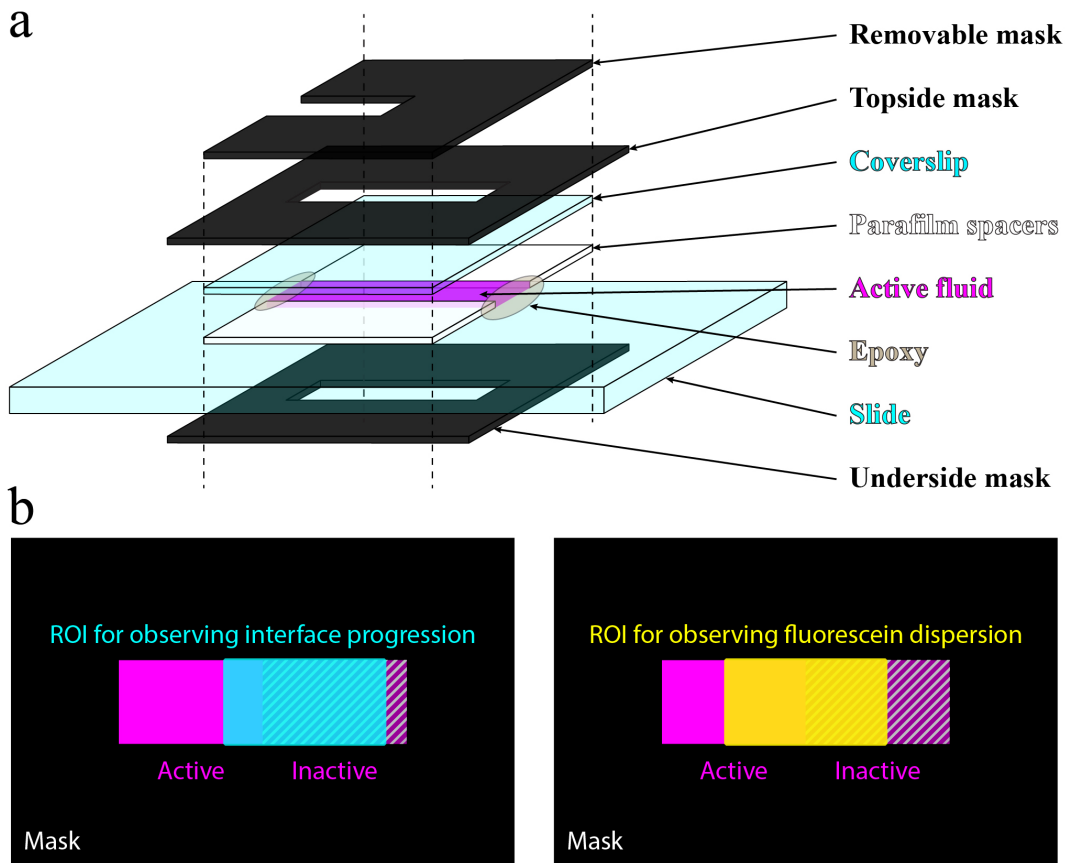 a
Removable mask
Topside mask
Coverslip
Parafilm spacers
Active fluid
Epoxy
Slide
Underside mask
b
ROI for observing interface progression
Active
Inactive
Mask
ROI for observing fluorescein dispersion
Active
Inactive
Mask